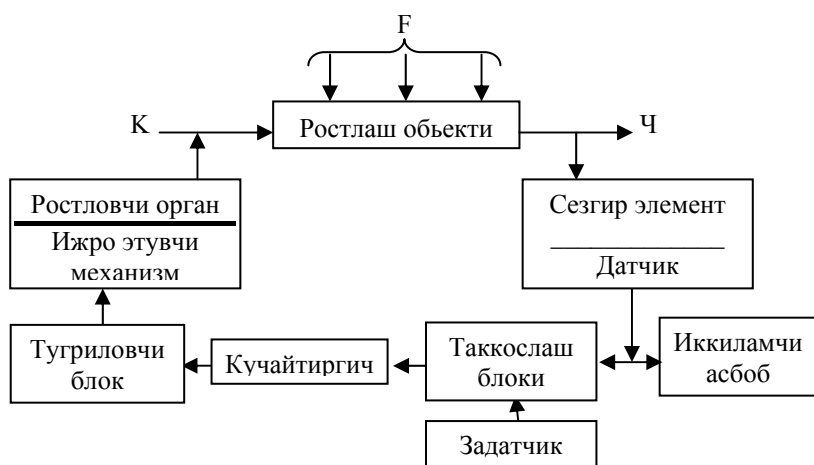 F
K
Ростлаш обьекти
Ч
Ростловчи орган
Ижро этувчи
механизм
Сезгир элемент
Датчик
Тугриловчи
блок
Кучайтиргич
Таккослаш
блоки
Иккиламчи
асбоб
Задатчик